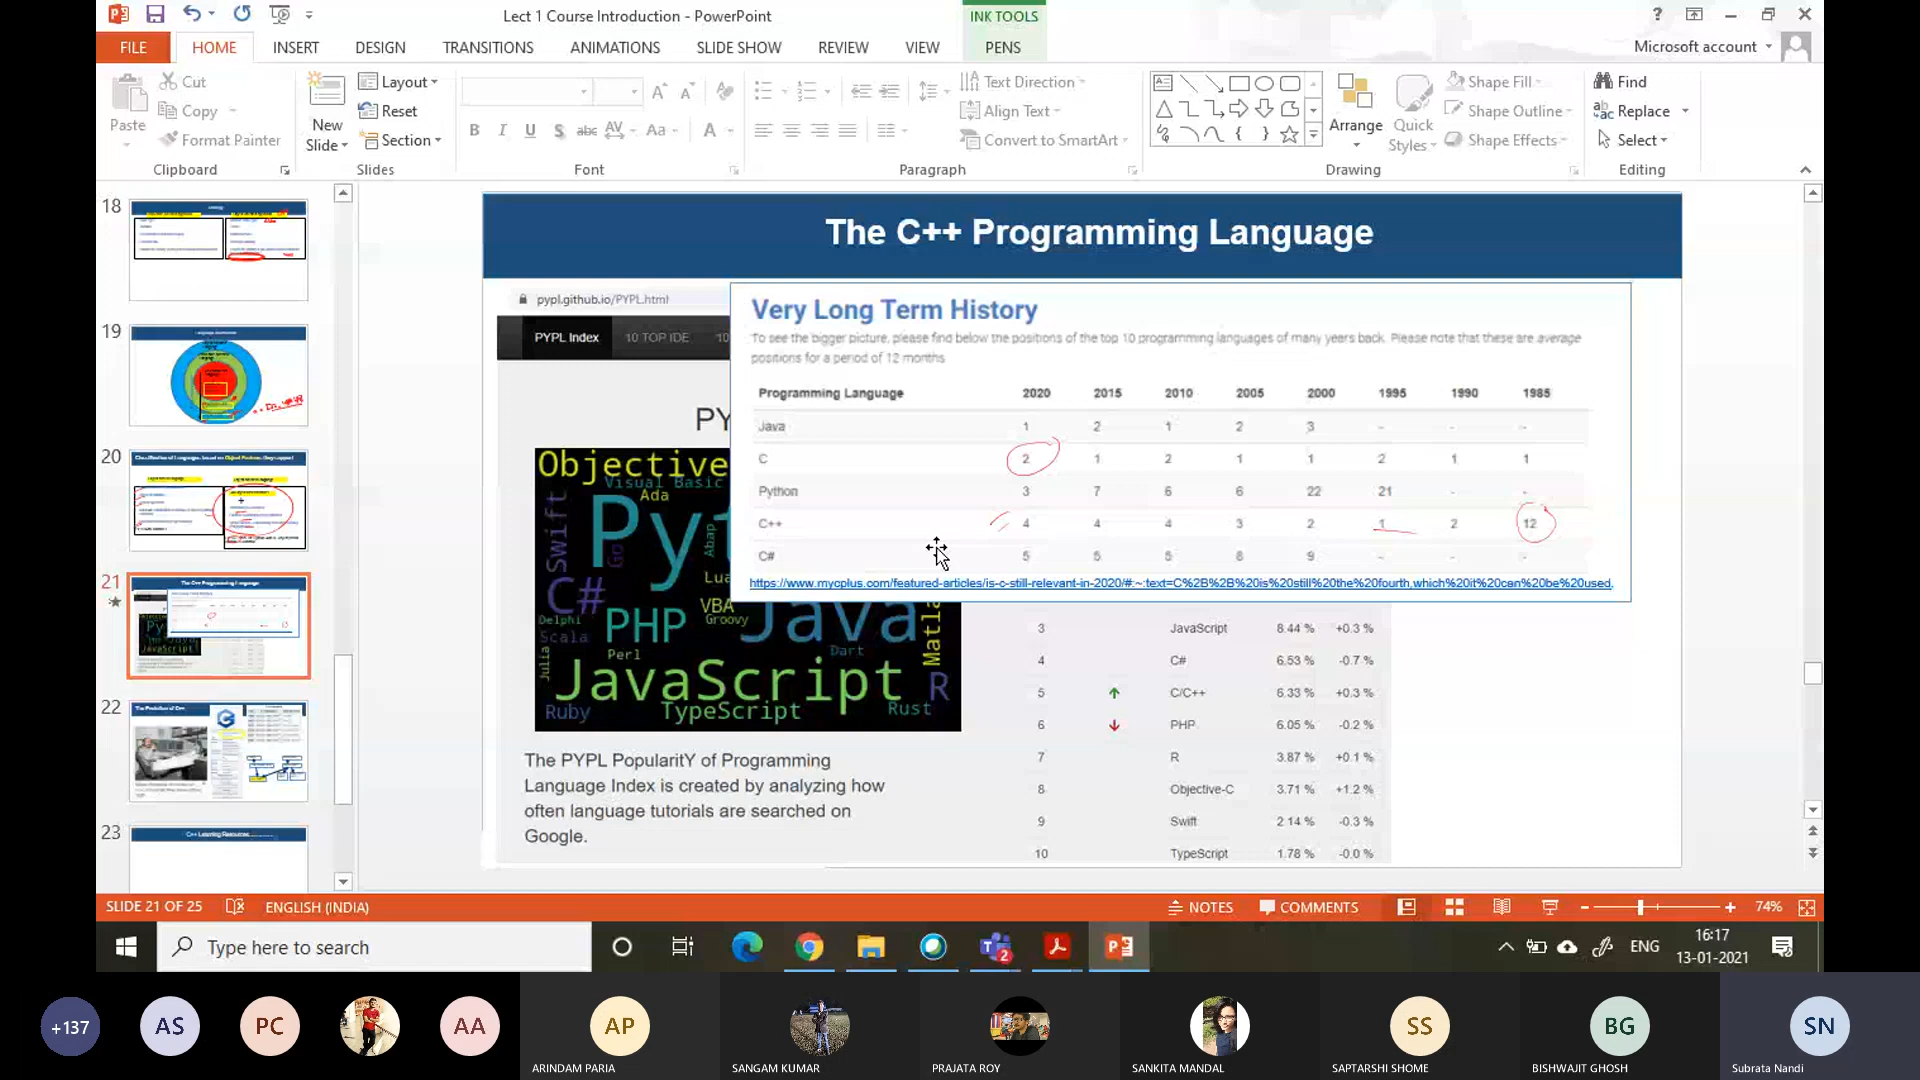 Lect 1 Course Introduction - PowerPoint
INK TOOLS
FILE HOME INSERT DESIGN TRANSITIONS ANIMATIONS SLIDE SHOW REVIEW VIEW PENS
Microsoft account
Paste
Cut
Copy
Format Painter
Clipboard
New Slide
Layout
Reset
Section
Slides
Font
Text Direction
Align Text
Convert to SmartArt
Paragraph
Arrange
Quick Styles
Shape Fill
Shape Outline
Shape Effects
Drawing
Find
Replace
Select
Editing
18
19
20
21
22
23
The C++ Programming Language
pypl.github.io/PYPL.html
PYPL Index 10 TOP IDE 10
PY
Very Long Term History
To see the bigger picture, please find below the positions of the top 10 programming languages of many years back. Please note that these are average
positions for a period of 12 months
Programming Language 2020 2015 2010 2005 2000 1995 1990 1985
Java 1 2 1 2 3 - - -
C 2 1 2 1 1 2 1 1
Python 3 7 6 6 22 21 - -
C++ 4 4 4 3 2 1 2 12
C# 5 5 5 8 9 - - -
https://www.mycplus.com/featured-articles/is-c-still-relevant-in-2020/#:~:text=C%2B%2B%20is%20still%20the%20fourth,which%20it%20can%20be%20used.
Objective
Visual Basic
Ada
Swift
Go
Abap
Lua
C#
PHP
VBA
Groovy
Java
Matla
Delphi
Scala
Julia
Perl
Dart
JavaScript
R
Ruby
TypeScript
Rust
3 JavaScript 8.44 % +0.3 %
4 C# 6.53 % -0.7 %
5 C/C++ 6.33 % +0.3 %
6 PHP 6.05 % -0.2 %
7 R 3.87 % +0.1 %
8 Objective-C 3.71 % +1.2 %
9 Swift 2.14 % -0.3 %
10 TypeScript 1.78 % -0.0 %
The PYPL PopularitY of Programming
Language Index is created by analyzing how
often language tutorials are searched on
Google.
SLIDE 21 OF 25 ENGLISH (INDIA) NOTES COMMENTS 74%
Type here to search
ENG
16:17
13-01-2021
+137 AS PC AA AP SS BG SN
ARINDAM PARIA SANGAM KUMAR PRAJATA ROY SANKITA MANDAL SAPTARSHI SHOME BISHWAJIT GHOSH Subrata Nandi